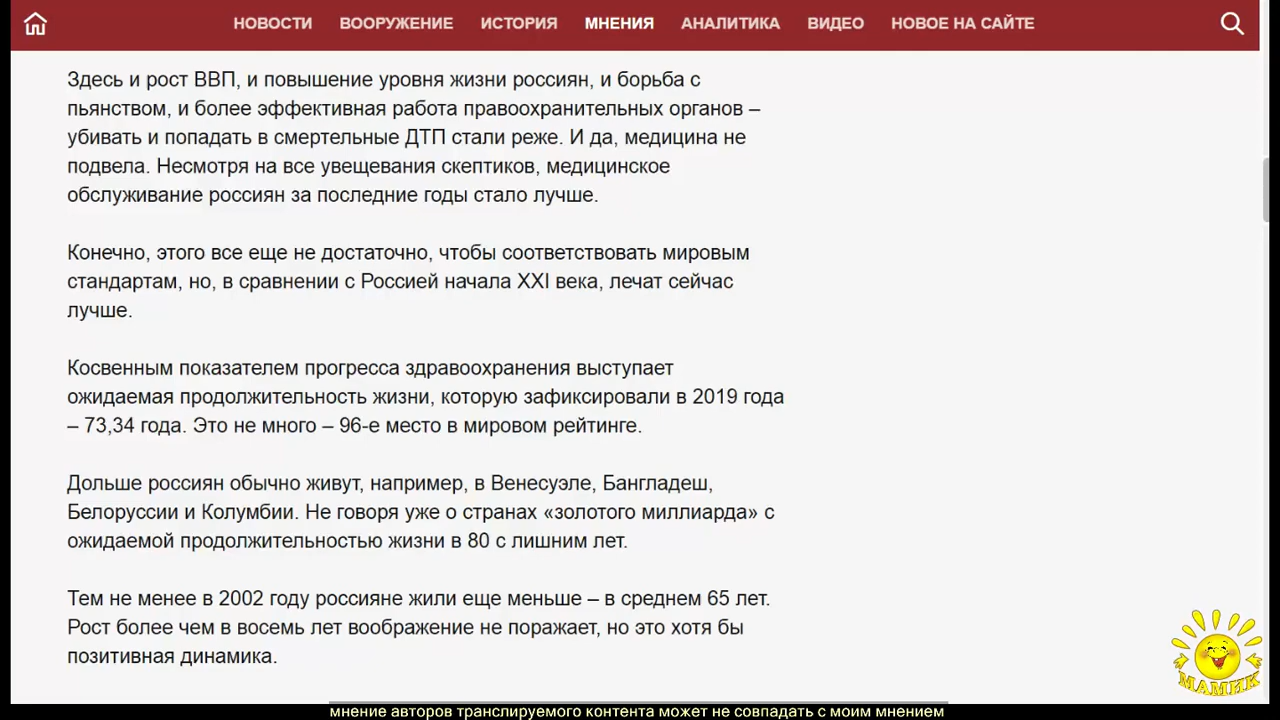 НОВОСТИ ВООРУЖЕНИЕ ИСТОРИЯ МНЕНИЯ АНАЛИТИКА ВИДЕО НОВОЕ НА САЙТЕ
Здесь и рост ВВП, и повышение уровня жизни россиян, и борьба с
пьянством, и более эффективная работа правоохранительных органов –
убивать и попадать в смертельные ДТП стали реже. И да, медицина не
подвела. Несмотря на все увещевания скептиков, медицинское
обслуживание россиян за последние годы стало лучше.
Конечно, этого все еще не достаточно, чтобы соответствовать мировым
стандартам, но, в сравнении с Россией начала XXI века, лечат сейчас
лучше.
Косвенным показателем прогресса здравоохранения выступает
ожидаемая продолжительность жизни, которую зафиксировали в 2019 года
– 73,34 года. Это не много – 96-е место в мировом рейтинге.
Дольше россиян обычно живут, например, в Венесуэле, Бангладеш,
Белоруссии и Колумбии. Не говоря уже о странах «золотого миллиарда» с
ожидаемой продолжительностью жизни в 80 с лишним лет.
Тем не менее в 2002 году россияне жили еще меньше – в среднем 65 лет.
Рост более чем в восемь лет воображение не поражает, но это хотя бы
позитивная динамика.
МАМИК
мнение авторов транслируемого контента может не совпадать с моим мнением